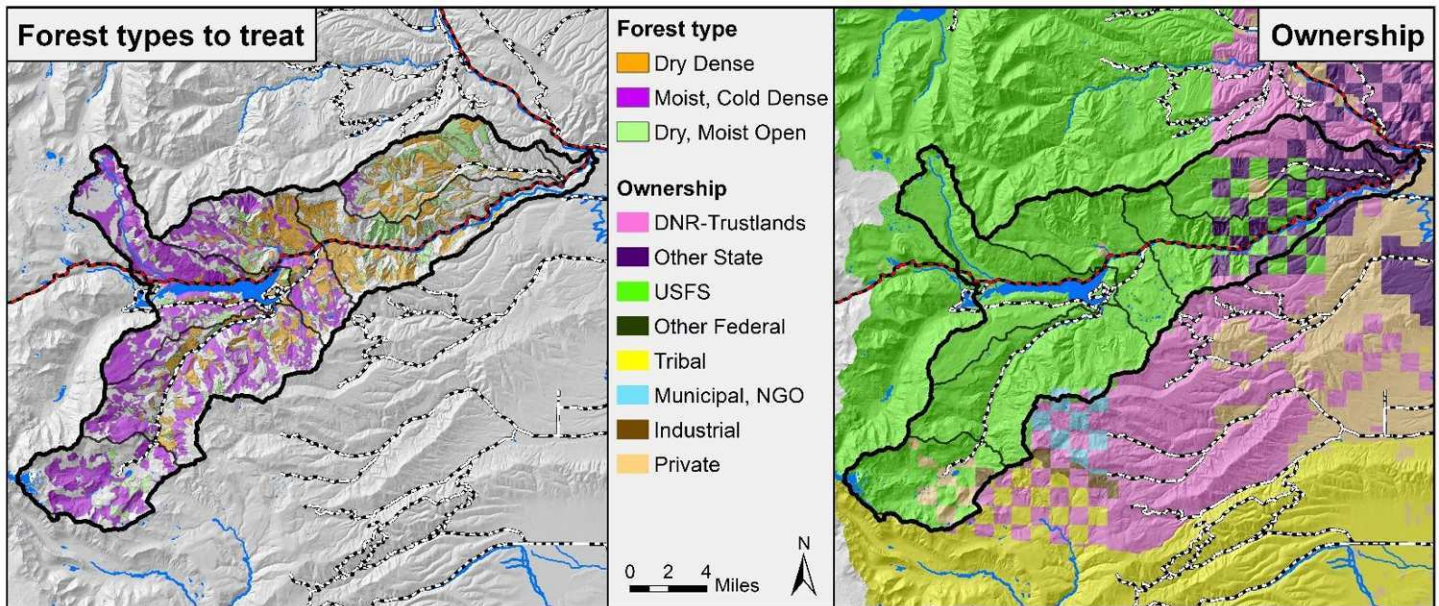 Forest types to treat
Forest type
Dry Dense
Moist, Cold Dense
Dry, Moist Open
Ownership
DNR-Trustlands
Other State
USFS
Other Federal
Tribal
Municipal, NGO
Industrial
Private
N
0 2 4
Miles
Ownership